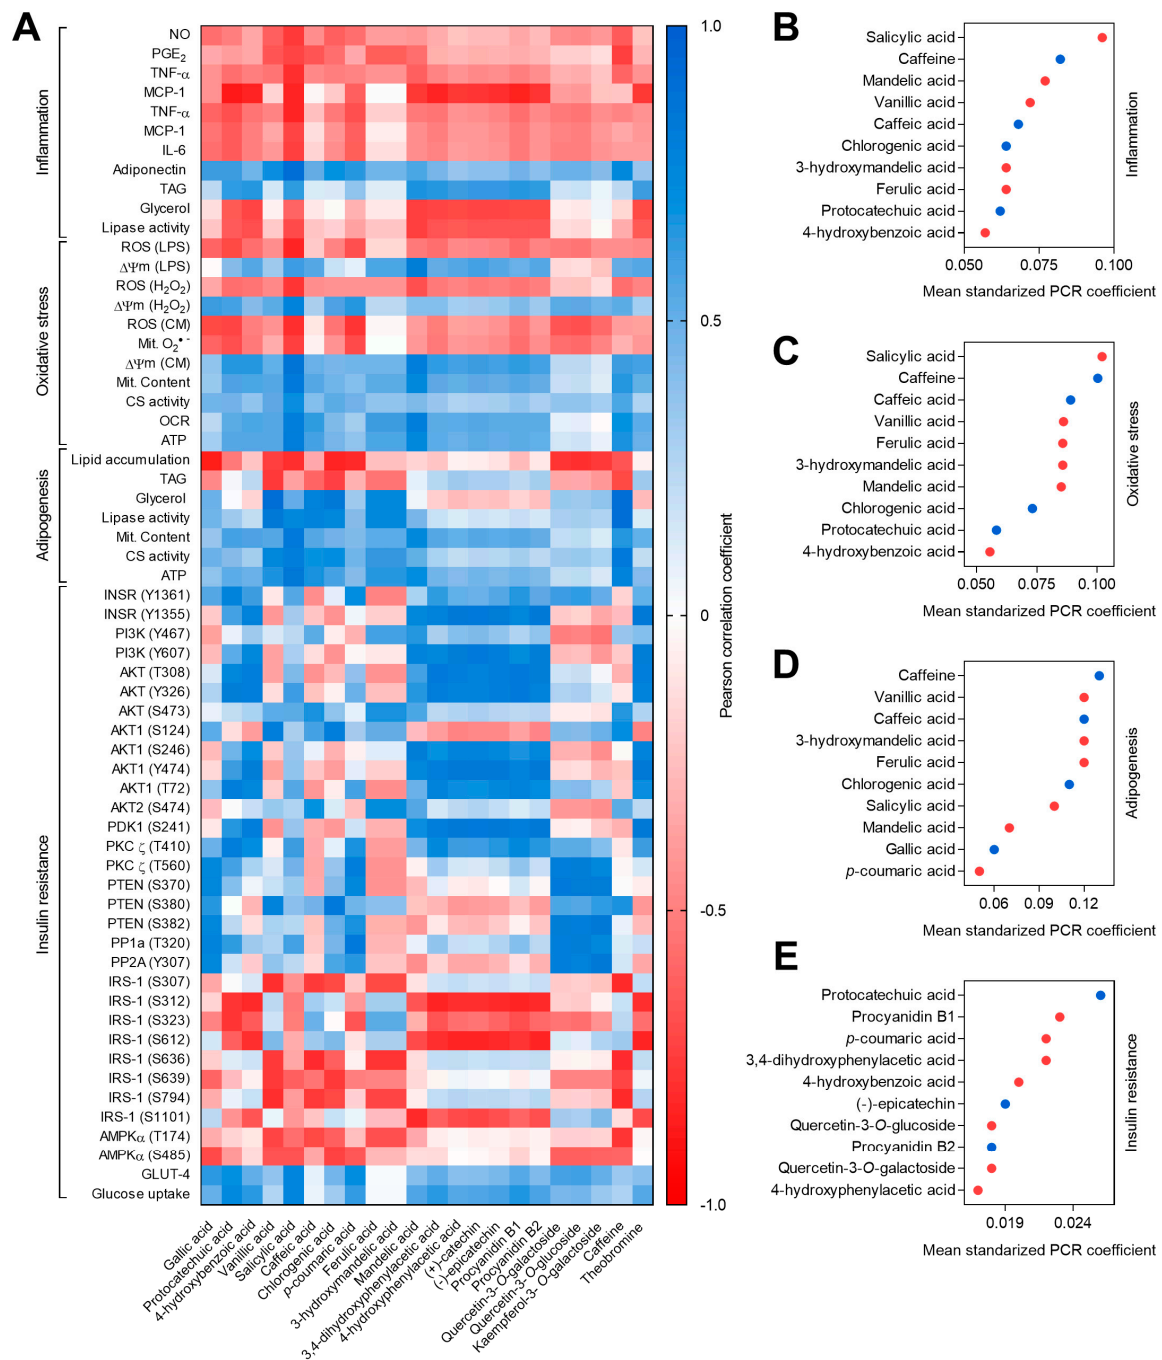 A
Inflammation
NO
PGE2
TNF-α
MCP-1
TNF-α
MCP-1
IL-6
Adiponectin
TAG
Glycerol
Lipase activity
Oxidative stress
ROS (LPS)
ΔΨm (LPS)
ROS (H2O2)
ΔΨm (H2O2)
ROS (CM)
Mit. O2•-
ΔΨm (CM)
Mit. Content
CS activity
OCR
ATP
Adipogenesis
Lipid accumulation
TAG
Glycerol
Lipase activity
Mit. Content
CS activity
ATP
Insulin resistance
INSR (Y1361)
INSR (Y1355)
PI3K (Y467)
PI3K (Y607)
AKT (T308)
AKT (Y326)
AKT (S473)
AKT1 (S124)
AKT1 (S246)
AKT1 (Y474)
AKT1 (T72)
AKT2 (S474)
PDK1 (S241)
PKC ζ (T410)
PKC ζ (T560)
PTEN (S370)
PTEN (S380)
PTEN (S382)
PP1a (T320)
PP2A (Y307)
IRS-1 (S307)
IRS-1 (S312)
IRS-1 (S323)
IRS-1 (S612)
IRS-1 (S636)
IRS-1 (S639)
IRS-1 (S794)
IRS-1 (S1101)
AMPKα (T174)
AMPKα (S485)
GLUT-4
Glucose uptake
Gallic acid
Protocatechuic acid
4-hydroxybenzoic acid
Vanillic acid
Salicylic acid
Caffeic acid
Chlorogenic acid
p-coumaric acid
Ferulic acid
3-hydroxymandelic acid
Mandelic acid
3,4-dihydroxyphenylacetic acid
4-hydroxyphenylacetic acid
(+)-catechin
(-)-epicatechin
Procyanidin B1
Procyanidin B2
Quercetin-3-O-galactoside
Quercetin-3-O-glucoside
Kaempferol-3-O-galactoside
Caffeine
Theobromine
1.0
0.5
0
-0.5
-1.0
Pearson correlation coefficient
B
Salicylic acid
Caffeine
Mandelic acid
Vanillic acid
Caffeic acid
Chlorogenic acid
3-hydroxymandelic acid
Ferulic acid
Protocatechuic acid
4-hydroxybenzoic acid
0.050 0.075 0.100
Mean standarized PCR coefficient
Inflammation
C
Salicylic acid
Caffeine
Caffeic acid
Vanillic acid
Ferulic acid
3-hydroxymandelic acid
Mandelic acid
Chlorogenic acid
Protocatechuic acid
4-hydroxybenzoic acid
0.050 0.075 0.100
Mean standarized PCR coefficient
Oxidative stress
D
Caffeine
Vanillic acid
Caffeic acid
3-hydroxymandelic acid
Ferulic acid
Chlorogenic acid
Salicylic acid
Mandelic acid
Gallic acid
p-coumaric acid
0.06 0.09 0.12
Mean standarized PCR coefficient
Adipogenesis
E
Protocatechuic acid
Procyanidin B1
p-coumaric acid
3,4-dihydroxyphenylacetic acid
4-hydroxybenzoic acid
(-)-epicatechin
Quercetin-3-O-glucoside
Procyanidin B2
Quercetin-3-O-galactoside
4-hydroxyphenylacetic acid
0.019 0.024
Mean standarized PCR coefficient
Insulin resistance